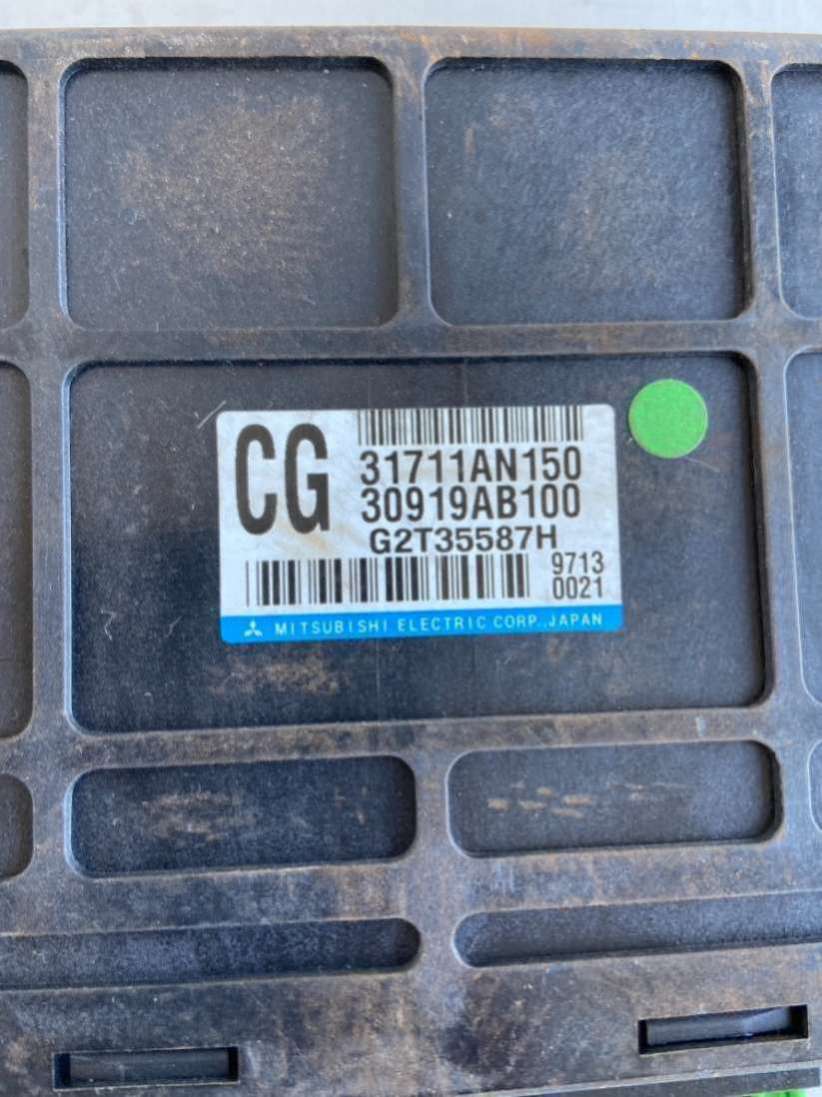 CG
31711AN150
30919AB100
G2T35587H
9713
0021
MITSUBISHI ELECTRIC CORP., JAPAN